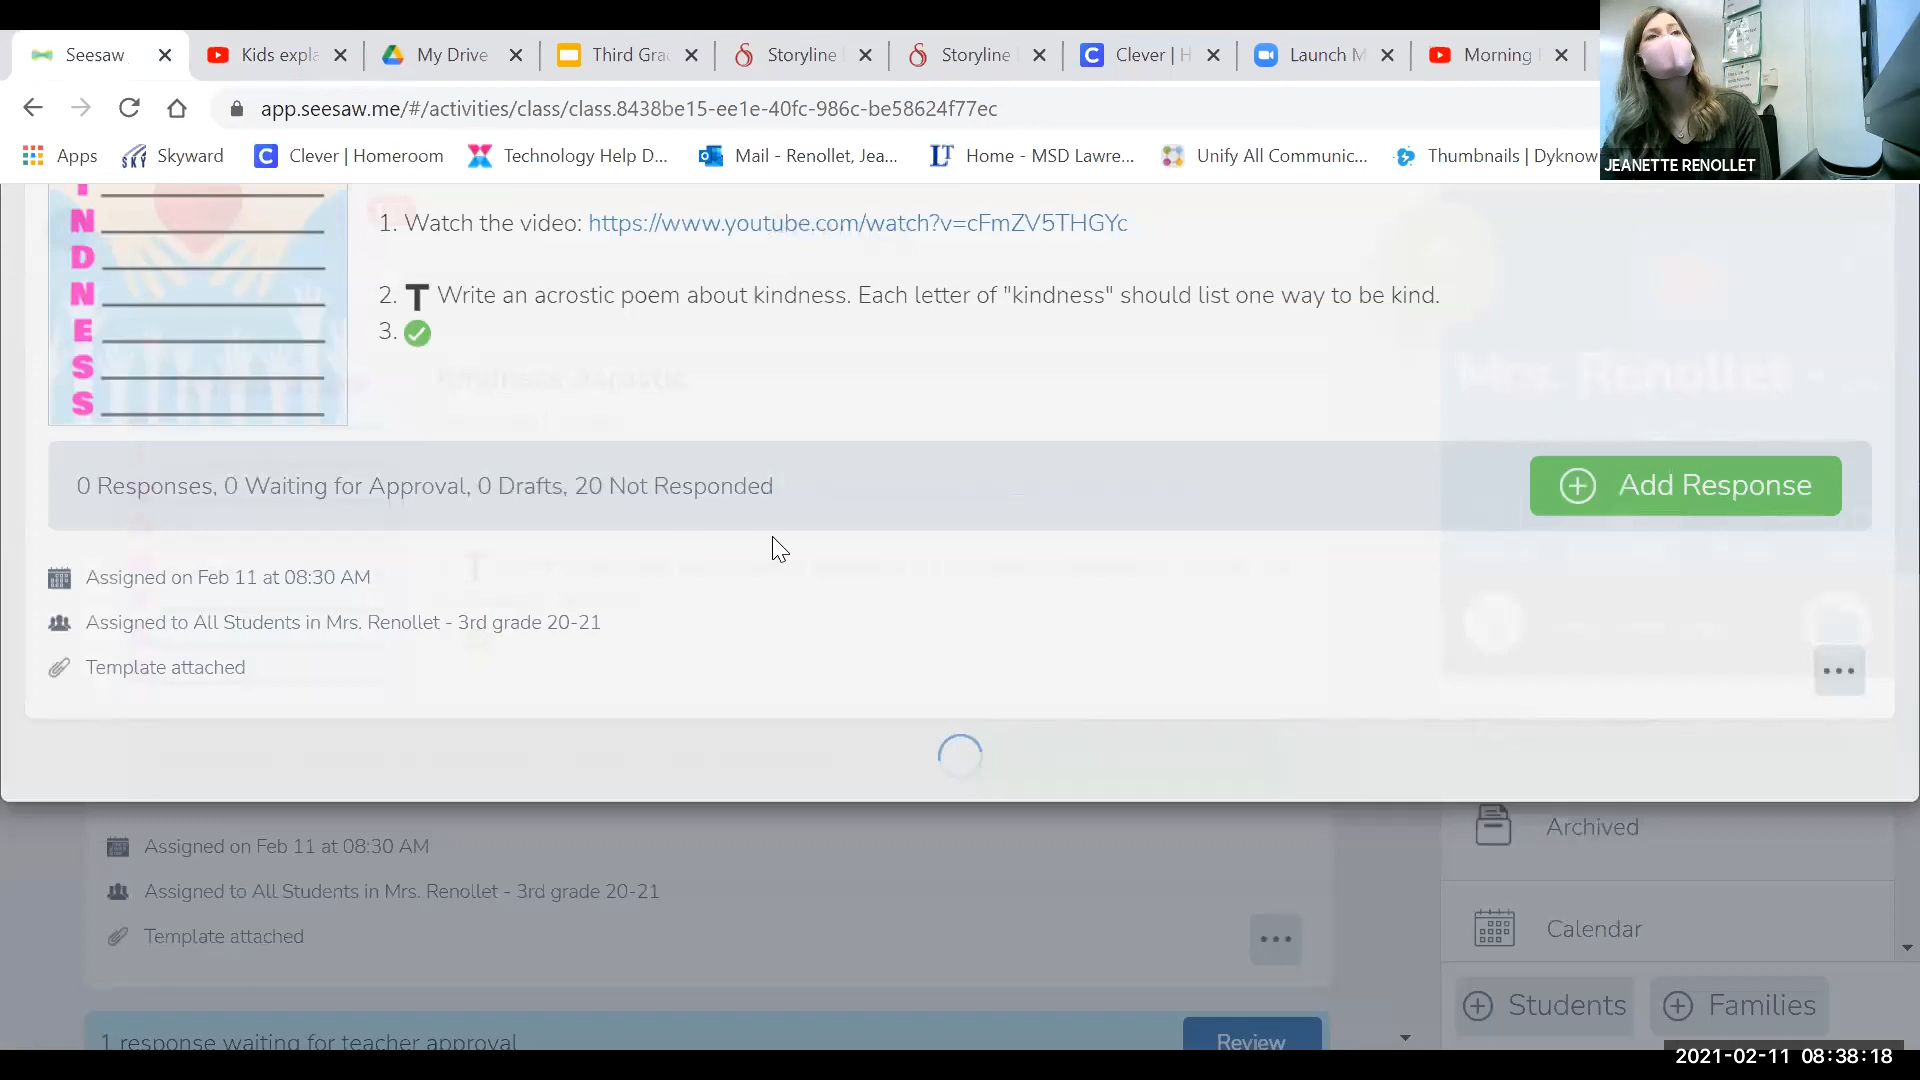 Seesaw
Kids expla
My Drive
Third Grad
Storyline
Storyline
Clever | H
Launch M
Morning
app.seesaw.me/#/activities/class/class.8438be15-ee1e-40fc-986c-be58624f77ec
Apps
Skyward
Clever | Homeroom
Technology Help D...
Mail - Renollet, Jea...
Home - MSD Lawre...
Unify All Communic...
Thumbnails | Dyknow
JEANETTE RENOLLET
I
N
D
N
E
S
S
1. Watch the video: https://www.youtube.com/watch?v=cFmZV5THGYc
2. T Write an acrostic poem about kindness. Each letter of "kindness" should list one way to be kind.
3.
Kindness Acrostic
Mrs. Renollet -
0 Responses, 0 Waiting for Approval, 0 Drafts, 20 Not Responded
Add Response
Assigned on Feb 11 at 08:30 AM
Assigned to All Students in Mrs. Renollet - 3rd grade 20-21
Template attached
Archived
Assigned on Feb 11 at 08:30 AM
Assigned to All Students in Mrs. Renollet - 3rd grade 20-21
Template attached
Calendar
Students
Families
1 response waiting for teacher approval
Review
2021-02-11 08:38:18